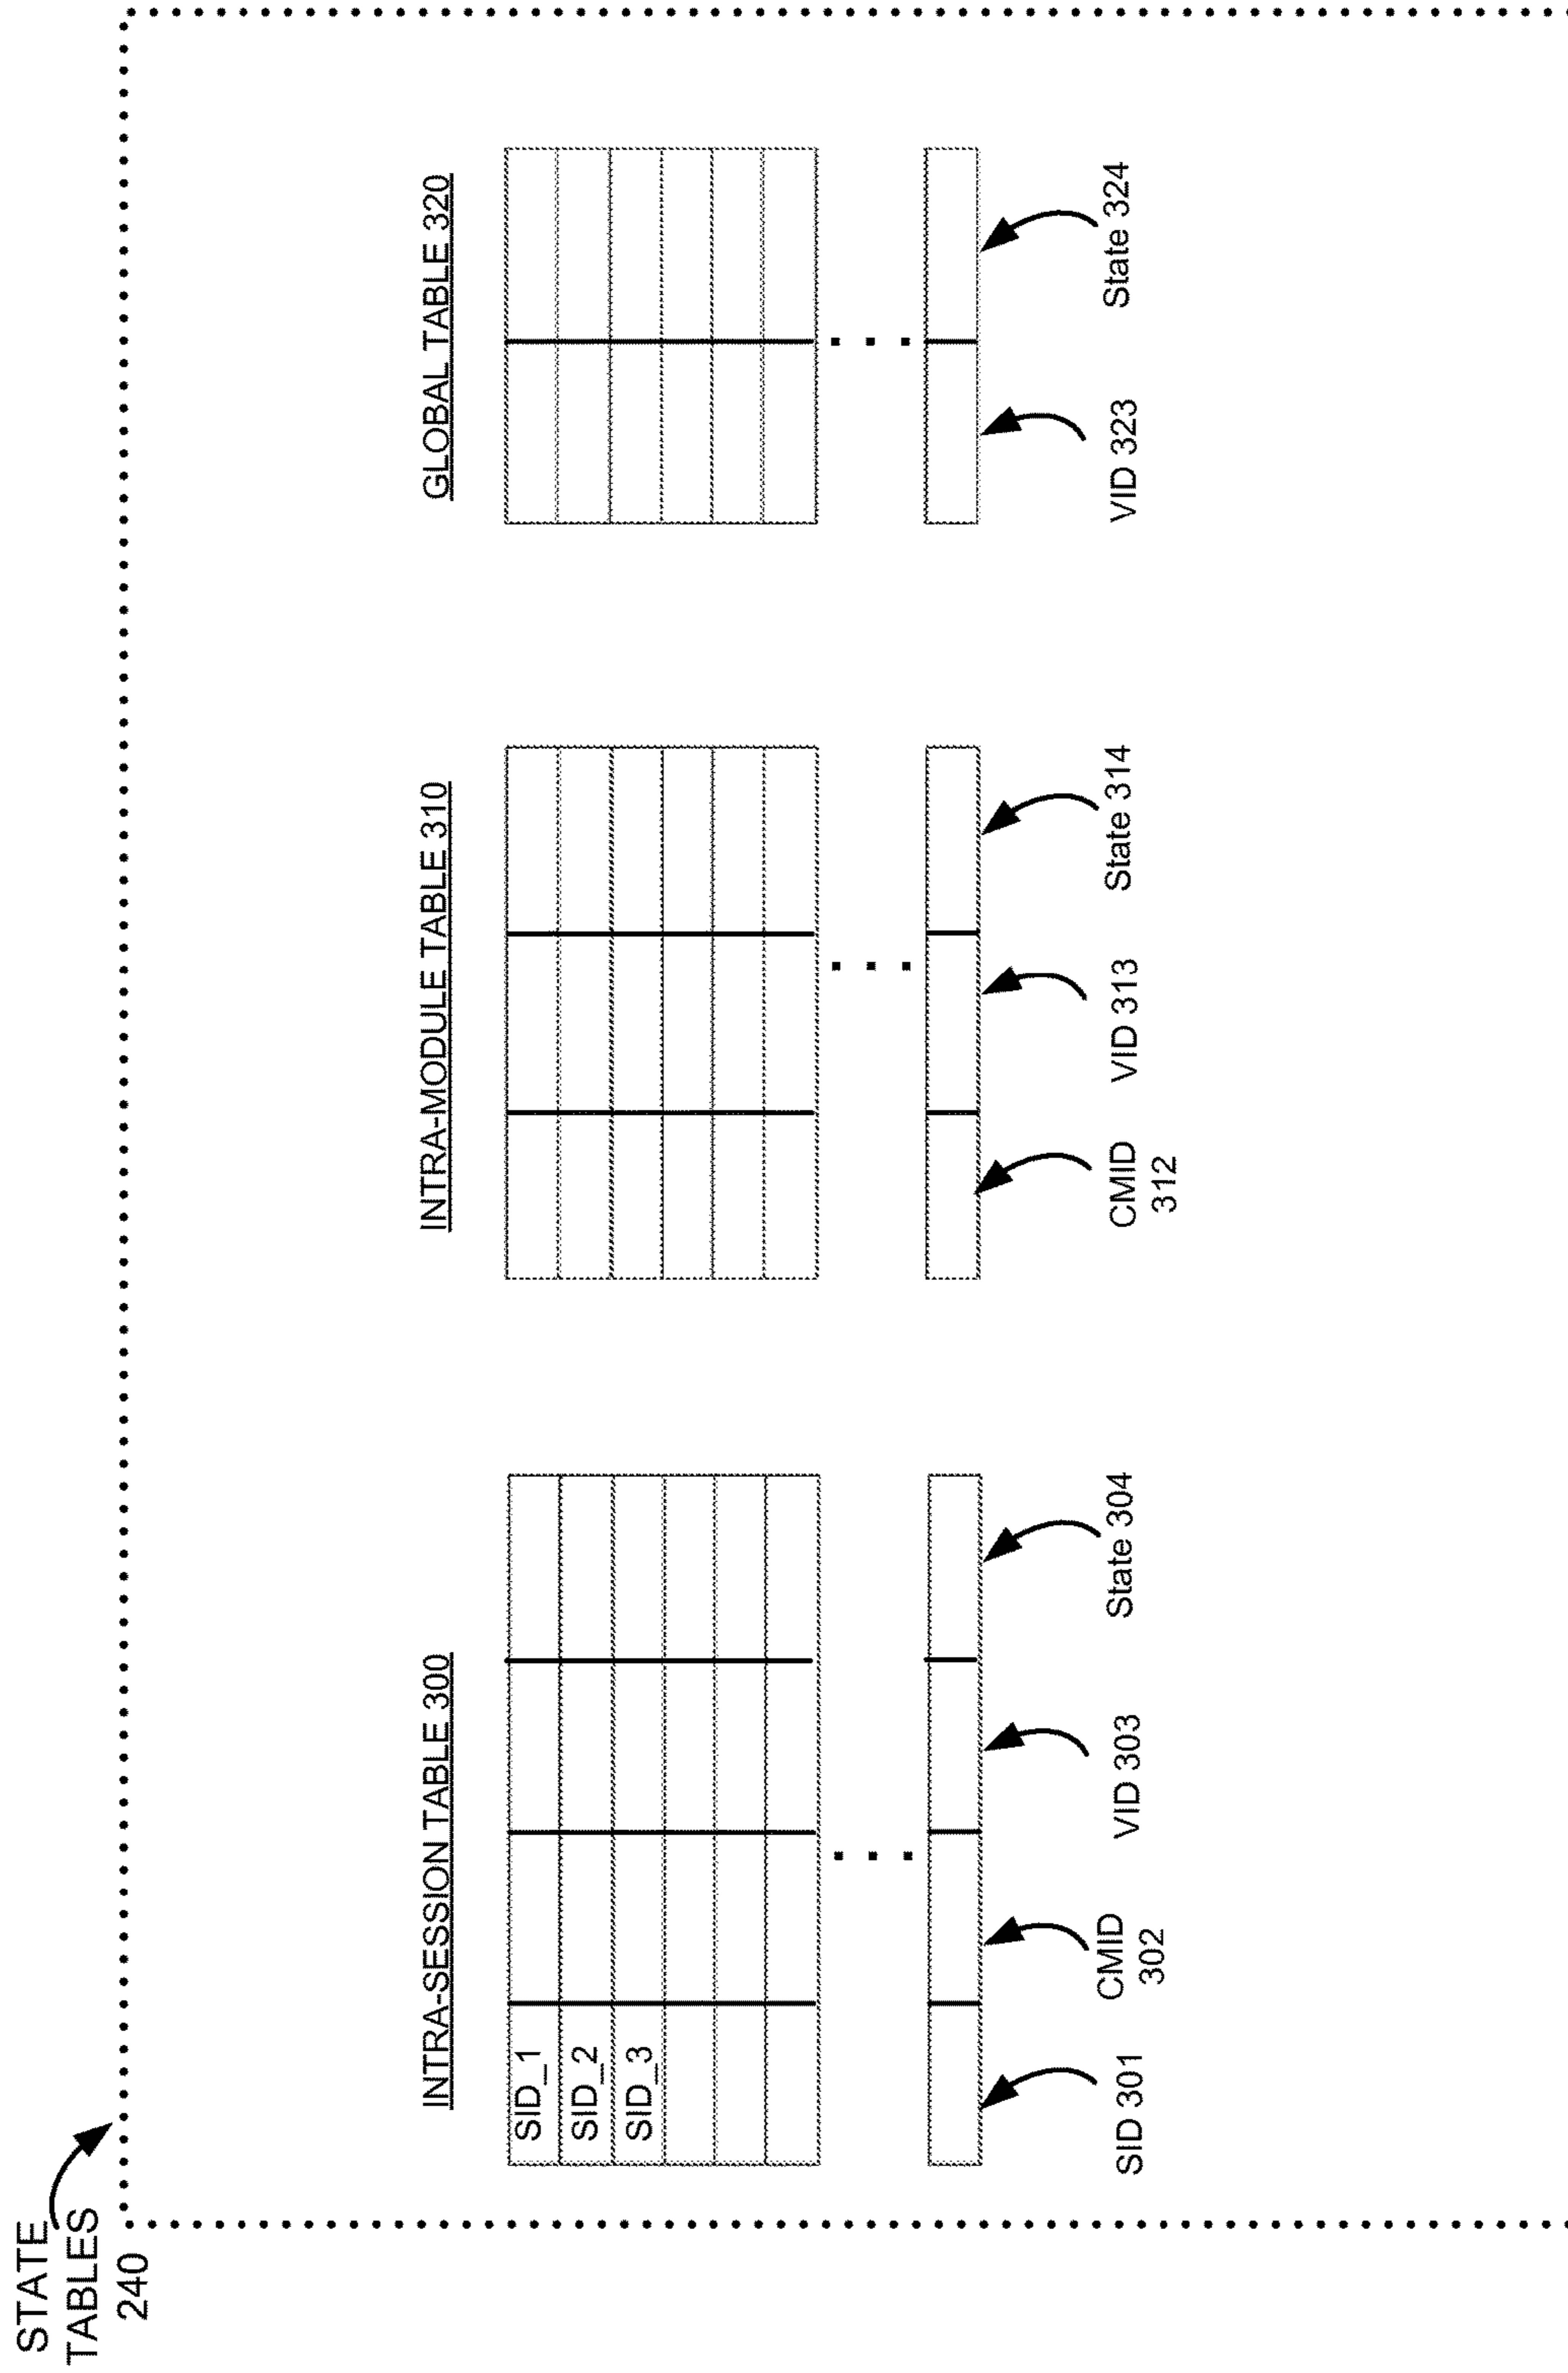 STATE
TABLES
240
INTRA-SESSION TABLE 300
SID_1
SID_2
SID_3
SID 301
CMID
302
VID 303
State 304
INTRA-MODULE TABLE 310
CMID
312
VID 313
State 314
GLOBAL TABLE 320
VID 323
State 324